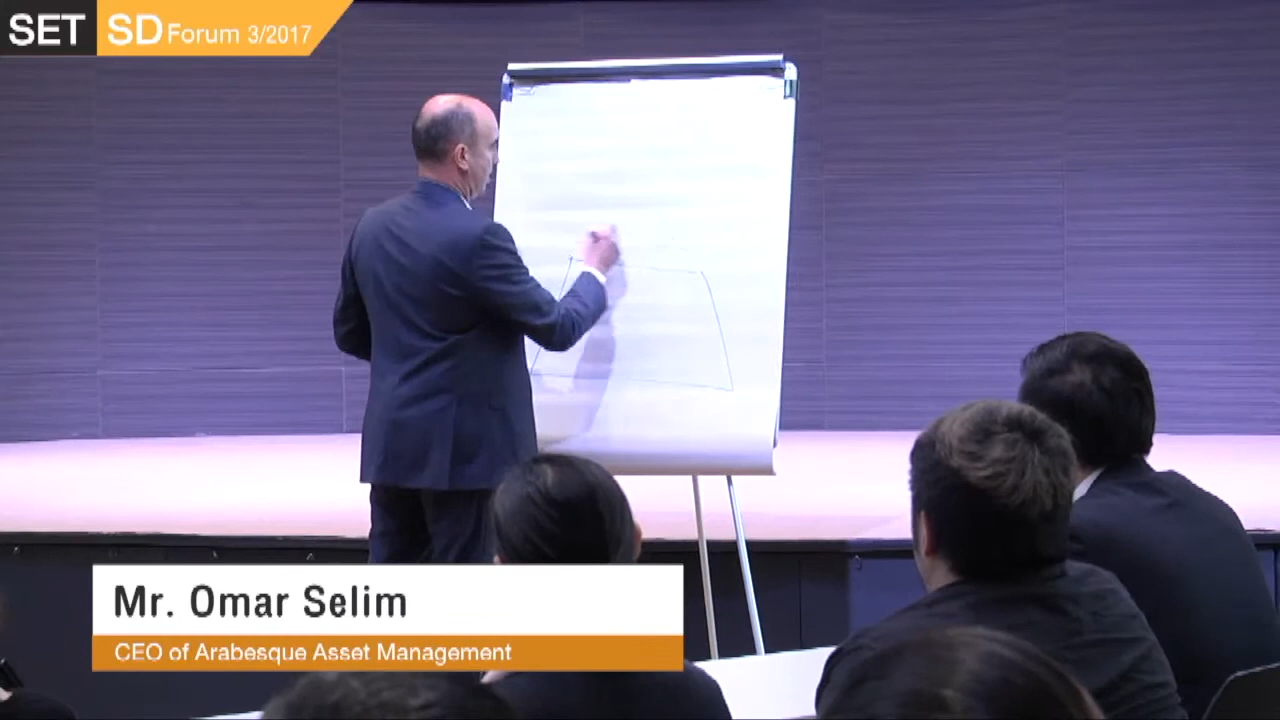 SET SD Forum 3/2017
Mr. Omar Selim
CEO of Arabesque Asset Management